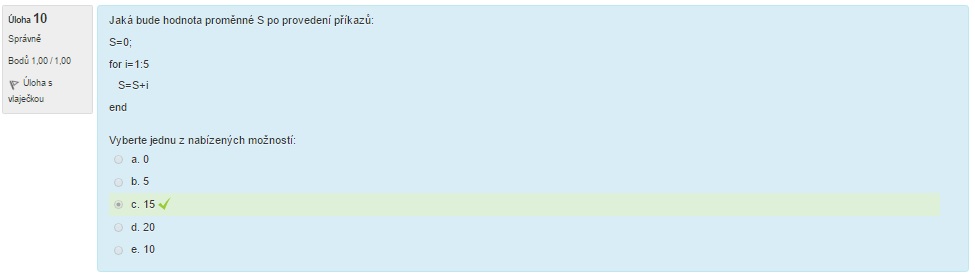 Úloha 10
Správně
Bodů 1,00 / 1,00
Úloha s
vlaječkou
Jaká bude hodnota proměnné S po provedení příkazů:
S=0;
for i=1:5
S=S+i
end
Vyberte jednu z nabízených možností:
a. 0
b. 5
c. 15
d. 20
e. 10